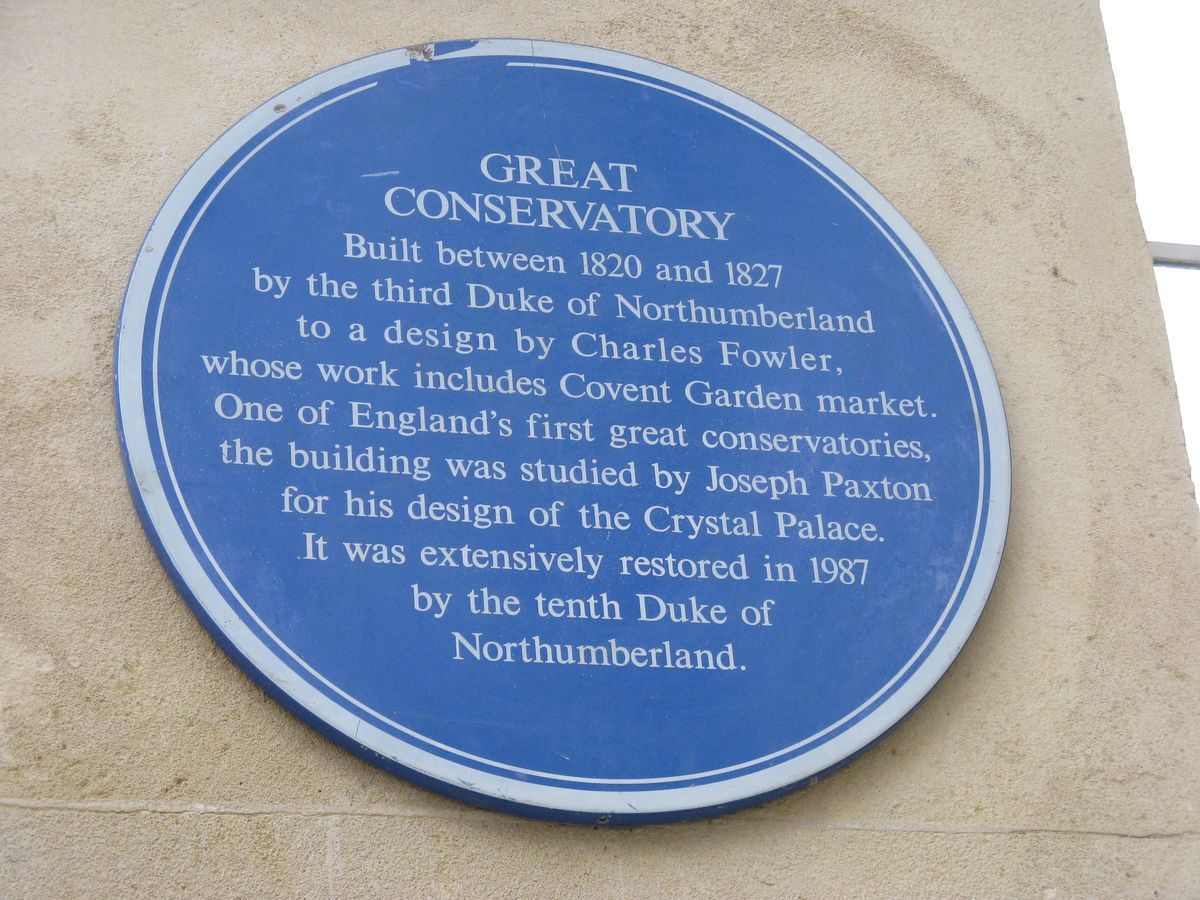 GREAT
CONSERVATORY
Built between 1820 and 1827
by the third Duke of Northumberland
to a design by Charles Fowler,
whose work includes Covent Garden market.
One of England's first great conservatories,
the building was studied by Joseph Paxton
for his design of the Crystal Palace.
It was extensively restored in 1987
by the tenth Duke of
Northumberland.